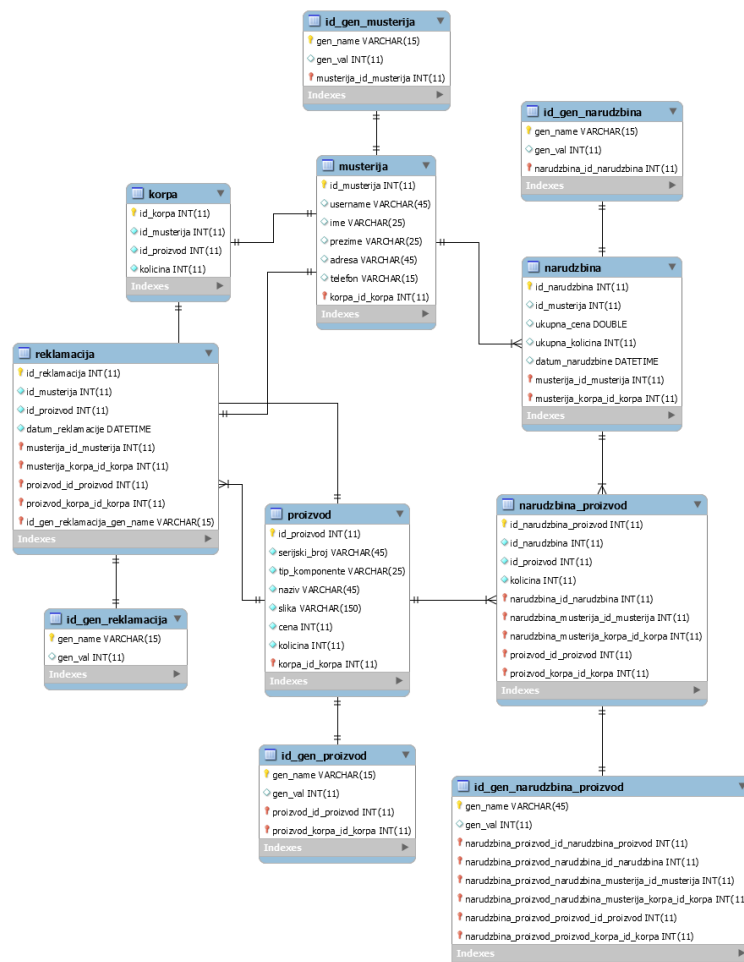 id_gen_musterija
gen_name VARCHAR(15)
gen_val INT(11)
musterija_id_musterija INT(11)
Indexes
id_gen_narudzbina
gen_name VARCHAR(15)
gen_val INT(11)
narudzbina_id_narudzbina INT(11)
Indexes
musterija
id_musterija INT(11)
username VARCHAR(45)
ime VARCHAR(25)
prezime VARCHAR(25)
adresa VARCHAR(45)
telefon VARCHAR(15)
korpa_id_korpa INT(11)
Indexes
korpa
id_korpa INT(11)
id_musterija INT(11)
id_proizvod INT(11)
kolicina INT(11)
Indexes
narudzbina
id_narudzbina INT(11)
id_musterija INT(11)
ukupna_cena DOUBLE
ukupna_kolicina INT(11)
datum_narudzbine DATETIME
musterija_id_musterija INT(11)
musterija_korpa_id_korpa INT(11)
Indexes
reklamacija
id_reklamacija INT(11)
id_musterija INT(11)
id_proizvod INT(11)
datum_reklamacije DATETIME
musterija_id_musterija INT(11)
musterija_korpa_id_korpa INT(11)
proizvod_id_proizvod INT(11)
proizvod_korpa_id_korpa INT(11)
id_gen_reklamacija_gen_name VARCHAR(15)
Indexes
proizvod
id_proizvod INT(11)
serijski_broj VARCHAR(45)
tip_komponente VARCHAR(25)
naziv VARCHAR(45)
slika VARCHAR(150)
cena INT(11)
kolicina INT(11)
korpa_id_korpa INT(11)
Indexes
narudzbina_proizvod
id_narudzbina_proizvod INT(11)
id_narudzbina INT(11)
id_proizvod INT(11)
kolicina INT(11)
narudzbina_id_narudzbina INT(11)
narudzbina_musterija_id_musterija INT(11)
narudzbina_musterija_korpa_id_korpa INT(11)
proizvod_id_proizvod INT(11)
proizvod_korpa_id_korpa INT(11)
Indexes
id_gen_reklamacija
gen_name VARCHAR(15)
gen_val INT(11)
Indexes
id_gen_proizvod
gen_name VARCHAR(15)
gen_val INT(11)
proizvod_id_proizvod INT(11)
proizvod_korpa_id_korpa INT(11)
Indexes
id_gen_narudzbina_proizvod
gen_name VARCHAR(45)
gen_val INT(11)
narudzbina_proizvod_id_narudzbina_proizvod INT(11)
narudzbina_proizvod_narudzbina_id_narudzbina INT(11)
narudzbina_proizvod_narudzbina_musterija_id_musterija INT(11)
narudzbina_proizvod_narudzbina_musterija_korpa_id_korpa INT(11
narudzbina_proizvod_proizvod_id_proizvod INT(11)
narudzbina_proizvod_proizvod_korpa_id_korpa INT(11)
Indexes